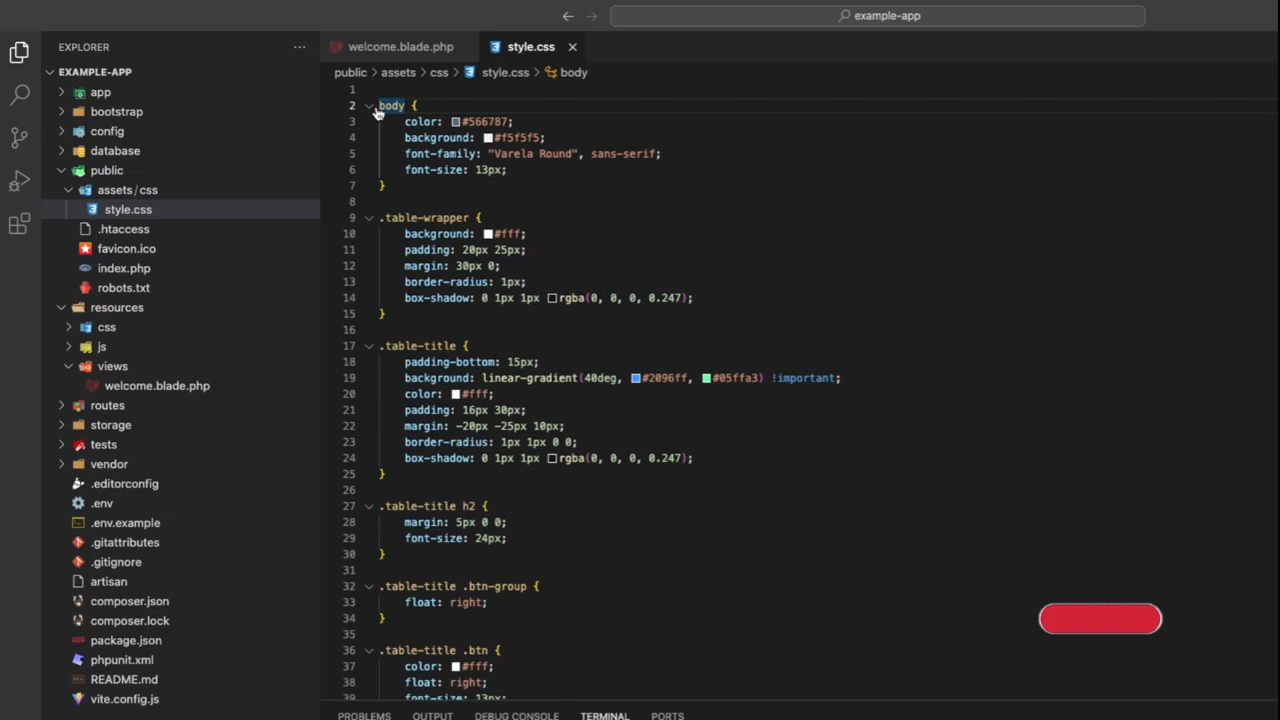 example-app
EXPLORER
EXAMPLE-APP
app
bootstrap
config
database
public
assets/css
style.css
.htaccess
favicon.ico
index.php
robots.txt
resources
css
js
views
welcome.blade.php
routes
storage
tests
vendor
.editorconfig
.env
.env.example
.gitattributes
.gitignore
artisan
composer.json
composer.lock
package.json
phpunit.xml
README.md
vite.config.js
welcome.blade.php style.css
public > assets > css > style.css > body
1
2 body {
3 color: #566787;
4 background: #f5f5f5;
5 font-family: "Varela Round", sans-serif;
6 font-size: 13px;
7 }
8
9 .table-wrapper {
10 background: #fff;
11 padding: 20px 25px;
12 margin: 30px 0;
13 border-radius: 1px;
14 box-shadow: 0 1px 1px rgba(0, 0, 0, 0.247);
15 }
16
17 .table-title {
18 padding-bottom: 15px;
19 background: linear-gradient(40deg, #2096ff, #05ffa3) !important;
20 color: #fff;
21 padding: 16px 30px;
22 margin: -20px -25px 10px;
23 border-radius: 1px 1px 0 0;
24 box-shadow: 0 1px 1px rgba(0, 0, 0, 0.247);
25 }
26
27 .table-title h2 {
28 margin: 5px 0 0;
29 font-size: 24px;
30 }
31
32 .table-title .btn-group {
33 float: right;
34 }
35
36 .table-title .btn {
37 color: #fff;
38 float: right;
39 font-size: 13px;
PROBLEMS OUTPUT DEBUG CONSOLE TERMINAL PORTS